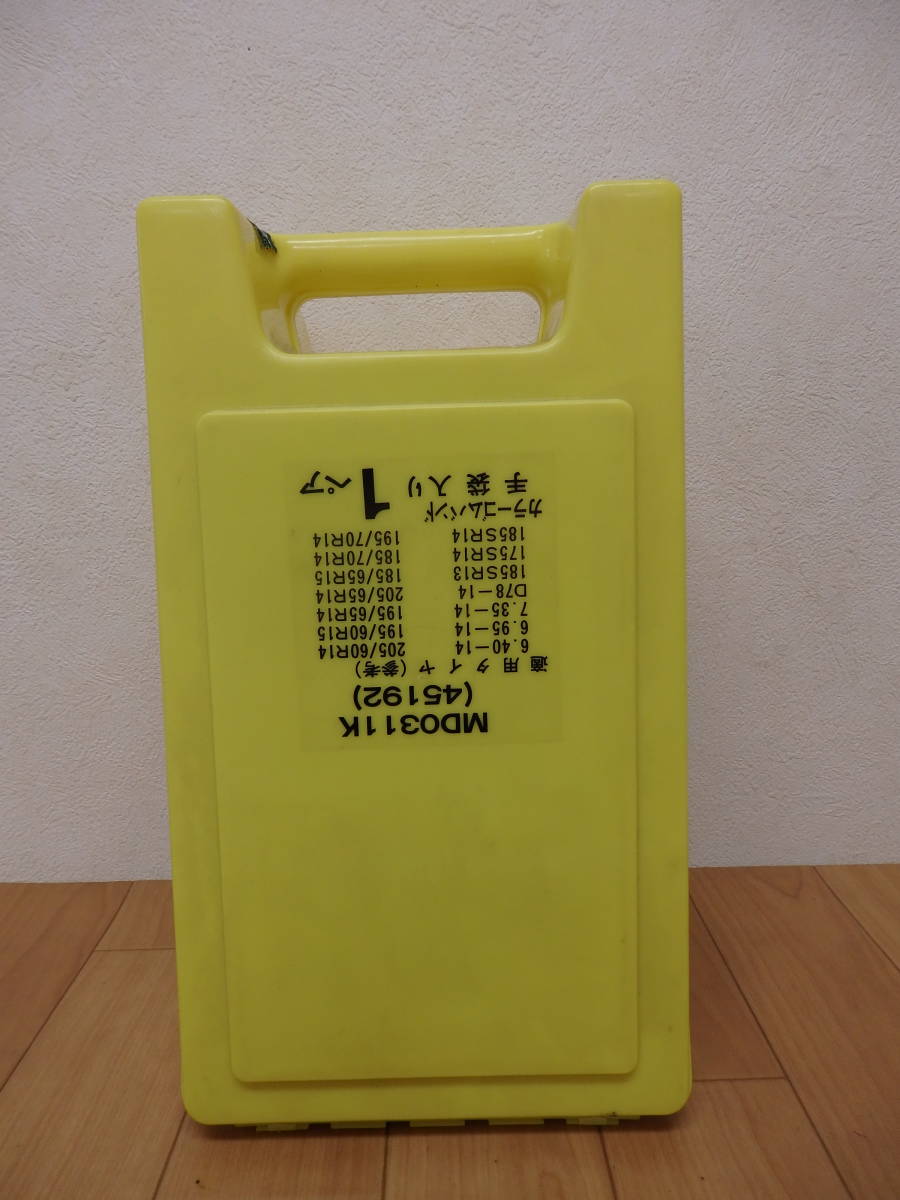 MD0311K
(45192)
適用タイヤ (参考)
6.40−14 205/60R14
6.95−14 195/60R15
7.35−14 195/65R14
D78−14 205/65R14
185SR13 185/65R15
175SR14 185/70R14
185SR14 195/70R14
カラーゴムバンド
手袋入り 1ペア